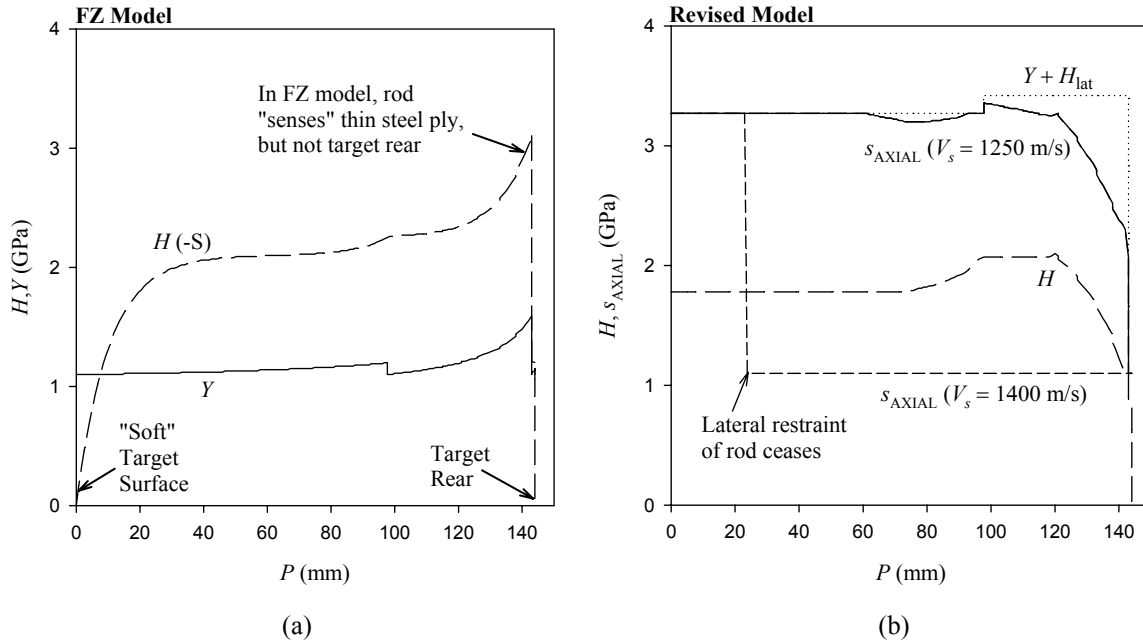 FZ Model
4
3
2
1
0
H,Y (GPa)
In FZ model, rod
"senses" thin steel ply,
but not target rear
H (-S)
Y
"Soft"
Target
Surface
Target
Rear
0 20 40 60 80 100 120 140
P (mm)
(a)
Revised Model
4
3
2
1
0
H, sAXIAL (GPa)
Y + Hlat
sAXIAL (Vs = 1250 m/s)
H
sAXIAL (Vs = 1400 m/s)
Lateral restraint
of rod ceases
0 20 40 60 80 100 120 140
P (mm)
(b)